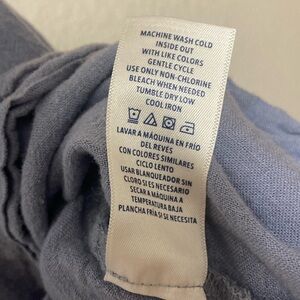 MACHINE WASH COLD
INSIDE OUT
WITH LIKE COLORS
GENTLE CYCLE
USE ONLY NON-CHLORINE
BLEACH WHEN NEEDED
TUMBLE DRY LOW
COOL IRON
LAVAR A MÁQUINA EN FRÍO
DEL REVES
CON COLORES SIMILARES
CICLO LENTO
USAR BLANQUEADOR SIN
CLORO SI ES NECESARIO
SECAR A MÁQUINA A
TEMPERATURA BAJA
PLANCHA FRÍA SI SE NECESITA